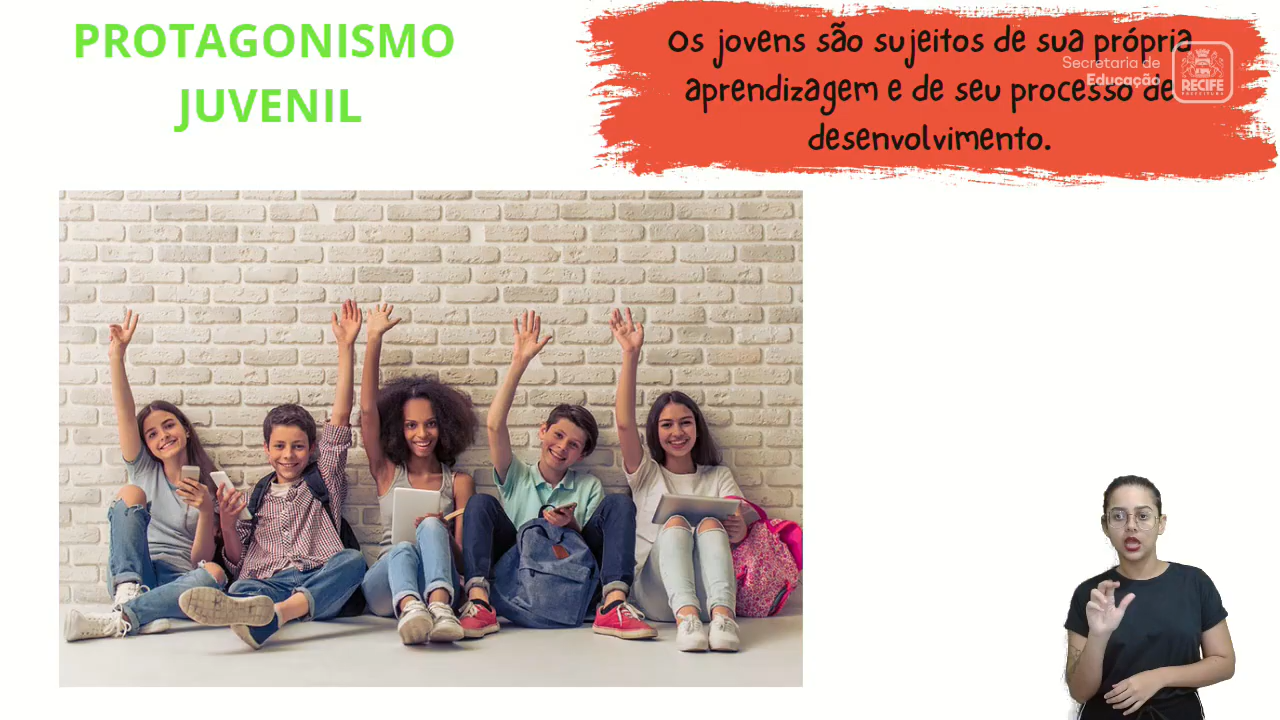 PROTAGONISMO
JUVENIL
Os jovens são sujeitos de sua própria
aprendizagem e de seu processo de
desenvolvimento.
Secretaria de
Educação
RECIFE
PREFEITURA